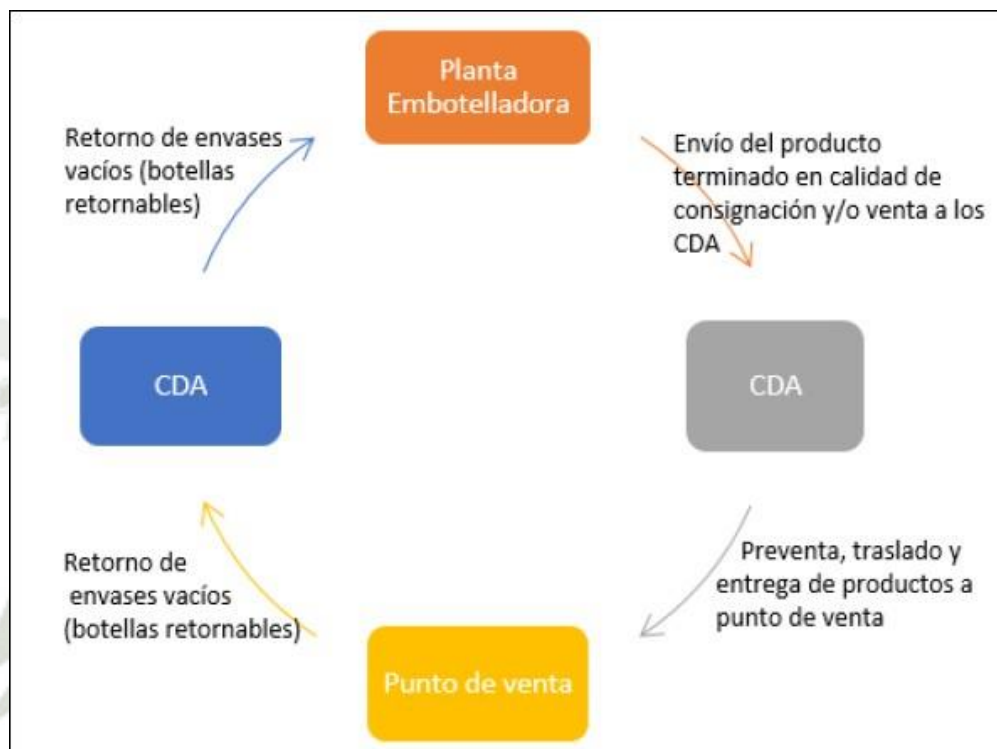 Planta
Embotelladora
Retorno de envases
vacíos (botellas
retornables)
Envío del producto
terminado en calidad de
consignación y/o venta a los
CDA
CDA
CDA
Retorno de
envases vacíos
(botellas retornables)
Preventa, traslado y
entrega de productos a
punto de venta
Punto de venta